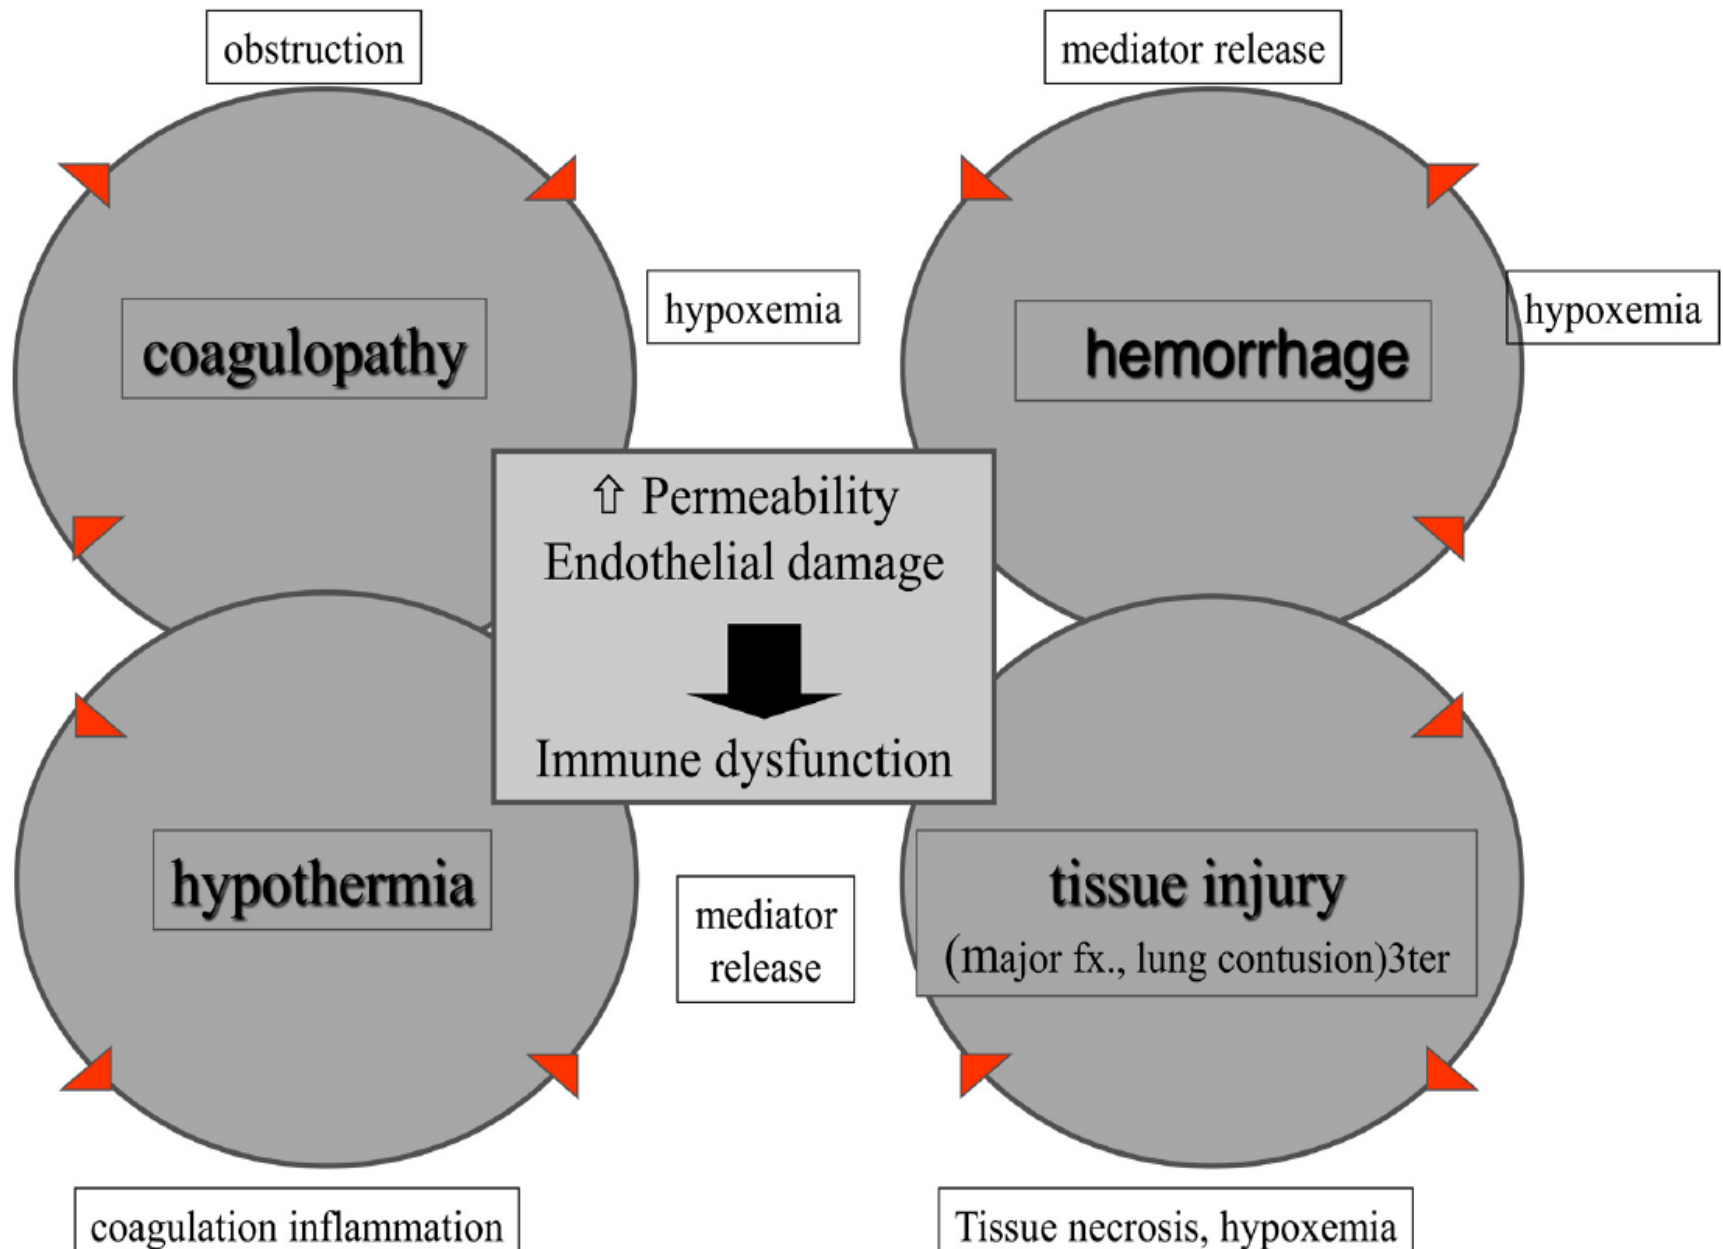 obstruction
mediator release
hypoxemia
hypoxemia
coagulopathy
hemorrhage
⇧ Permeability
Endothelial damage
Immune dysfunction
hypothermia
mediator
release
tissue injury
(major fx., lung contusion)3ter
coagulation inflammation
Tissue necrosis, hypoxemia